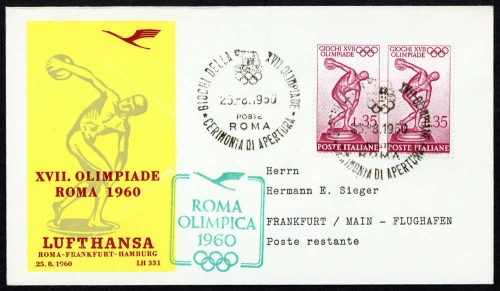 XVII. OLIMPIADE
ROMA 1960
LUFTHANSA
ROMA-FRANKFURT-HAMBURG
25. 8. 1960 LH 331
GIOCHI DELLA XVII OLIMPIADE
25-8-1960
POSTE
ROMA
CERIMONIA DI APERTURA
GIOCHI XVII
OLIMPIADE
L. 35
POSTE ITALIANE
GIOCHI XVII
OLIMPIADE
L. 35
POSTE ITALIANE
ROMA
CERIMONIA DI APERTURA
ROMA
OLIMPICA
1960
Herrn
Hermann E. Sieger
FRANKFURT / MAIN - FLUGHAFEN
Poste restante